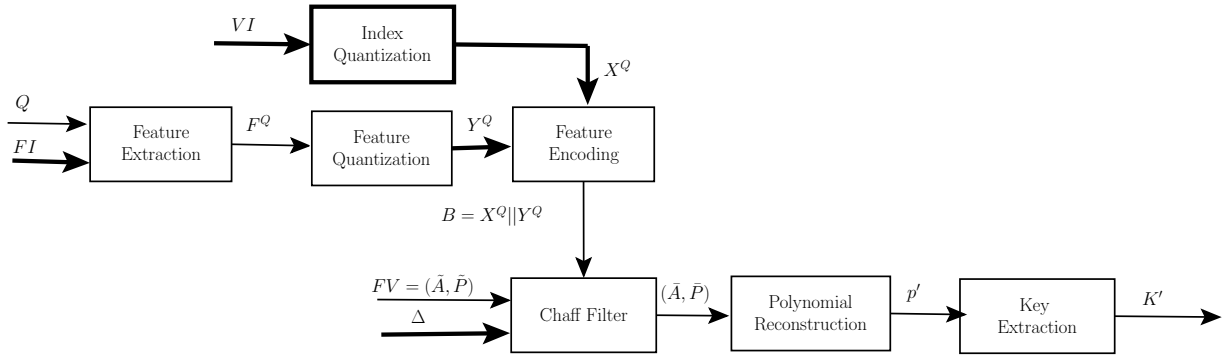 VI
Index
Quantization
X^Q
Q
FI
Feature
Extraction
F^Q
Feature
Quantization
Y^Q
Feature
Encoding
B = X^Q||Y^Q
FV = (Ã, P̃)
Δ
Chaff Filter
(Ā, P̄)
Polynomial
Reconstruction
p′
Key
Extraction
K′